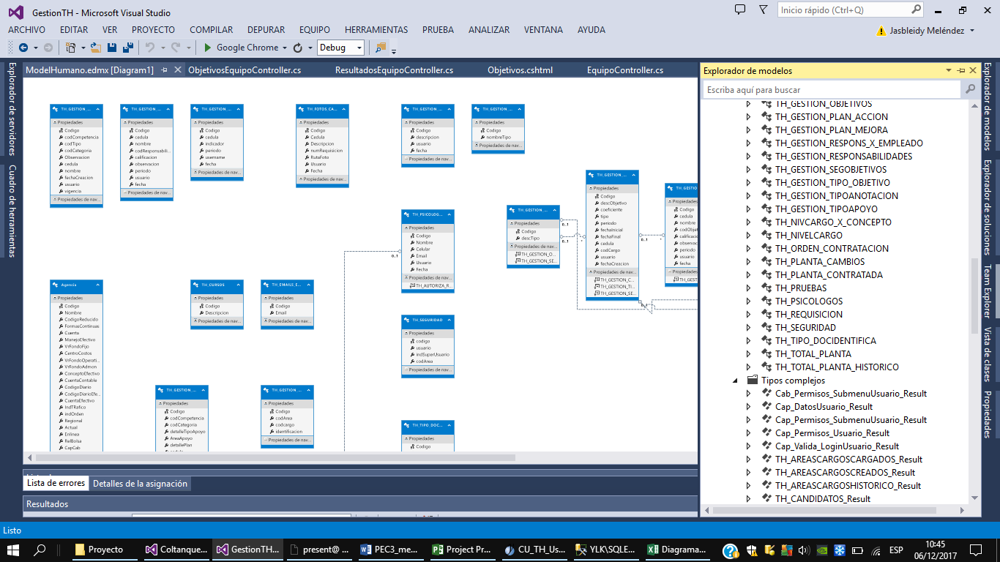 GestionTH - Microsoft Visual Studio
Inicio rápido (Ctrl+Q)
ARCHIVO EDITAR VER PROYECTO COMPILAR DEPURAR EQUIPO HERRAMIENTAS PRUEBA ANALIZAR VENTANA AYUDA
Jasbleidy Meléndez
Google Chrome Debug
Explorador de servidores
Cuadro de herramientas
ModelHumano.edmx [Diagram1] ObjetivosEquipoController.cs ResultadosEquipoController.cs Objetivos.cshtml EquipoController.cs
TH_GESTION_...
Propiedades
Codigo
codCompetencia
codTipo
codCategoria
Observacion
cedula
nombre
fechaCreacion
usuario
vigencia
Propiedades de nav...
TH_GESTION_...
Propiedades
Codigo
cedula
nombre
codResponsabili...
calificacion
observacion
periodo
usuario
fecha
Propiedades de nav...
TH_GESTION_...
Propiedades
Codigo
cedula
indicador
periodo
username
fecha
Propiedades de nav...
TH_FOTOS_CA...
Propiedades
Codigo
Cedula
Descripcion
numRequisicion
RutaFoto
Usuario
Fecha
Propiedades de nav...
TH_GESTION_...
Propiedades
Codigo
descripcion
usuario
fecha
Propiedades de nav...
TH_GESTION_...
Propiedades
Codigo
nombreTipo
Propiedades de nav...
TH_PSICOLOG...
Propiedades
Codigo
Nombre
Celular
Email
Usuario
Fecha
Propiedades de nav...
TH_AUTORIZA_R...
0..1
TH_GESTION_...
Propiedades
Codigo
descTipo
Propiedades de nav...
TH_GESTION_O...
TH_GESTION_SE...
0..1
0..1
*
TH_GESTION_...
Propiedades
Codigo
descObjetivo
coeficiente
tipo
periodo
fechaInicial
fechaFinal
cedula
codCargo
usuario
fechaCreacion
Propiedades de nav...
TH_GESTION_C...
TH_GESTION_TI...
TH_GESTION_SE...
0..1
*
TH_GESTIO
Propiedades
Codigo
cedula
nombre
codObj
calificac
observa
periodo
usuario
fecha
Propiedades
TH_GEST
Agencia
Propiedades
Codigo
Nombre
CodigoReducido
FormasContinuas
Cuenta
ManejoEfectivo
VrFondoFijo
CentroCostos
VrFondoOperati...
VrFondoAdmon
ConceptoEfectivo
CuentaContable
CodigoDiario
CodigoDiarioEfe...
CuentaEfectivo
IndTRafico
indOrden
Regional
Actual
Enlinea
RelBolsa
CapCab
TH_CURSOS
Propiedades
Codigo
Descripcion
Propiedades de nav...
TH_EMAILS_E...
Propiedades
Codigo
Email
Propiedades de nav...
TH_SEGURIDAD
Propiedades
codigo
usuario
indSuperUsuario
codArea
Propiedades de nav...
TH_GESTION_...
Propiedades
Codigo
codCompetencia
codCategoria
detalleTipoApoyo
AreaApoyo
detallePlan
TH_GESTION_...
Propiedades
Codigo
codArea
codcargo
identificacion
Propiedades de nav...
TH_TIPO_DOC...
Propiedades
Codigo
Lista de errores Detalles de la asignación
Resultados
Explorador de modelos
Escriba aquí para buscar
TH_GESTION_OBJETIVOS
TH_GESTION_PLAN_ACCION
TH_GESTION_PLAN_MEJORA
TH_GESTION_RESPONS_X_EMPLEADO
TH_GESTION_RESPONSABILIDADES
TH_GESTION_SEGOBJETIVOS
TH_GESTION_TIPO_OBJETIVO
TH_GESTION_TIPOANOTACION
TH_GESTION_TIPOAPOYO
TH_NIVCARGO_X_CONCEPTO
TH_NIVELCARGO
TH_ORDEN_CONTRATACION
TH_PLANTA_CAMBIOS
TH_PLANTA_CONTRATADA
TH_PRUEBAS
TH_PSICOLOGOS
TH_REQUISICION
TH_SEGURIDAD
TH_TIPO_DOCIDENTIFICA
TH_TOTAL_PLANTA
TH_TOTAL_PLANTA_HISTORICO
Tipos complejos
Cab_Permisos_SubmenuUsuario_Result
Cap_DatosUsuario_Result
Cap_Permisos_SubmenuUsuario_Result
Cap_Permisos_Usuario_Result
Cap_Valida_LoginUsuario_Result
TH_AREASCARGOSCARGADOS_Result
TH_AREASCARGOSCREADOS_Result
TH_AREASCARGOSHISTORICO_Result
TH_CANDIDATOS_Result
Explorador de modelos
Explorador de soluciones
Team Explorer
Vista de clases
Propiedades
Listo
Proyecto Coltanque... GestionTH... present@ ... PEC3_me... Project Pr... CU_TH_Us... YLK\SQLE... Diagrama... ESP
10:45
06/12/2017